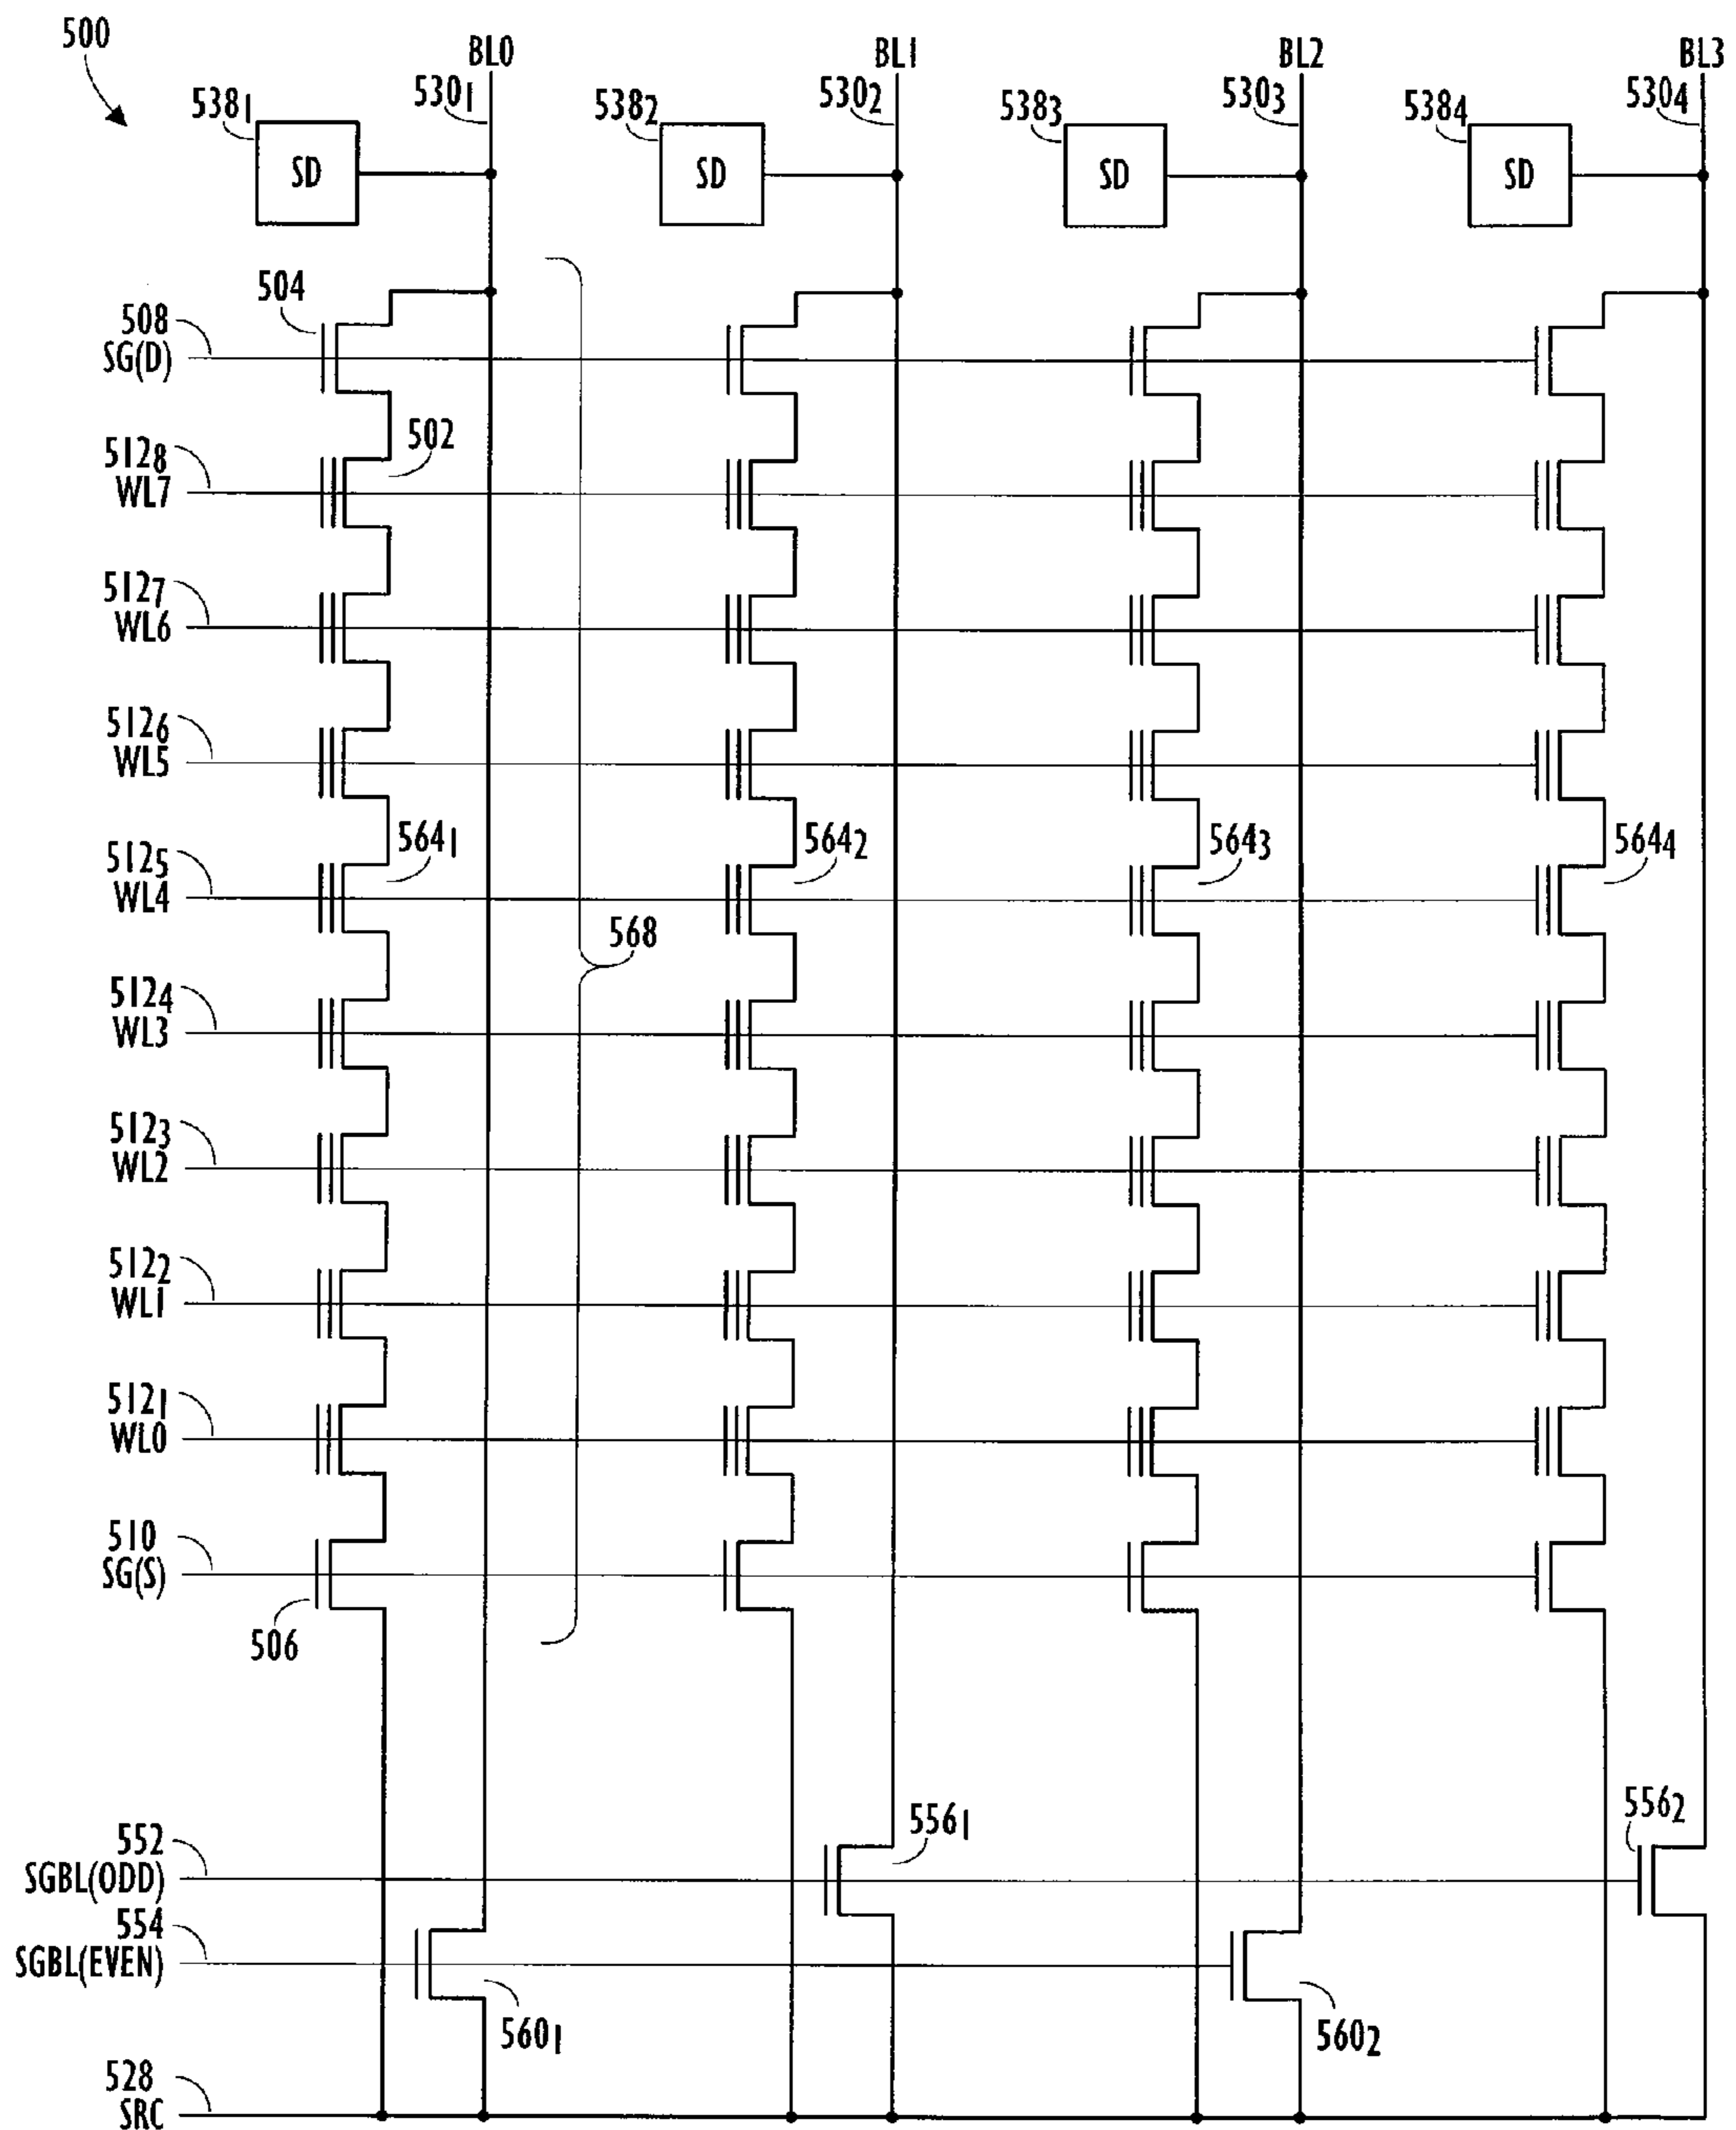 500
BL0
BL1
BL2
BL3
538₁
530₁
538₂
530₂
538₃
530₃
538₄
530₄
SD
SD
SD
SD
504
508
SG(D)
502
512₈
WL7
512₇
WL6
512₆
WL5
564₁
564₂
564₃
564₄
512₅
WL4
568
512₄
WL3
512₃
WL2
512₂
WL1
512₁
WL0
510
SG(S)
506
556₁
556₂
552
SGBL(ODD)
554
SGBL(EVEN)
560₁
560₂
528
SRC